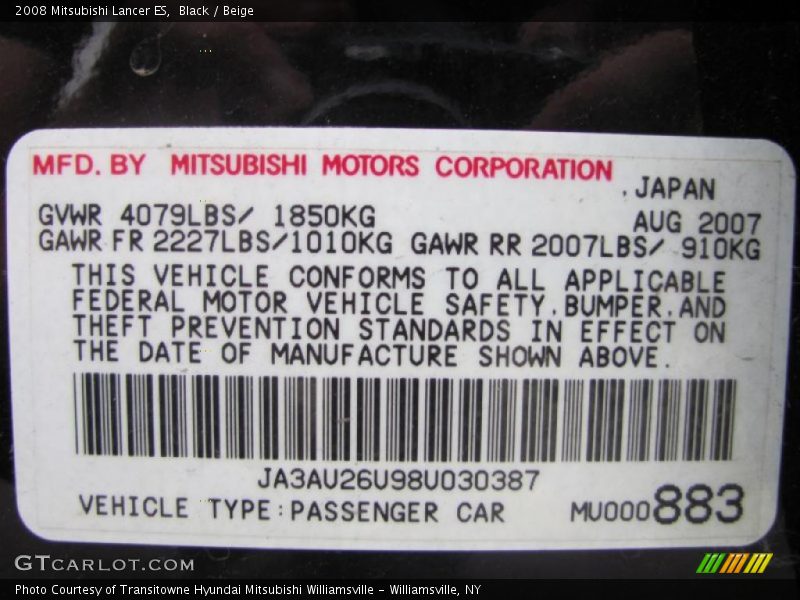 2008 Mitsubishi Lancer ES,  Black / Beige
MFD. BY MITSUBISHI MOTORS CORPORATION
.JAPAN
GVWR 4079LBS/ 1850KG AUG 2007
GAWR FR 2227LBS/1010KG GAWR RR 2007LBS/ 910KG
THIS VEHICLE CONFORMS TO ALL APPLICABLE
FEDERAL MOTOR VEHICLE SAFETY.BUMPER.AND
THEFT PREVENTION STANDARDS IN EFFECT ON
THE DATE OF MANUFACTURE SHOWN ABOVE.
JA3AU26U98U030387
VEHICLE TYPE:PASSENGER CAR MU000883
GTCARLOT.COM
Photo Courtesy of Transitowne Hyundai Mitsubishi Williamsville - Williamsville, NY